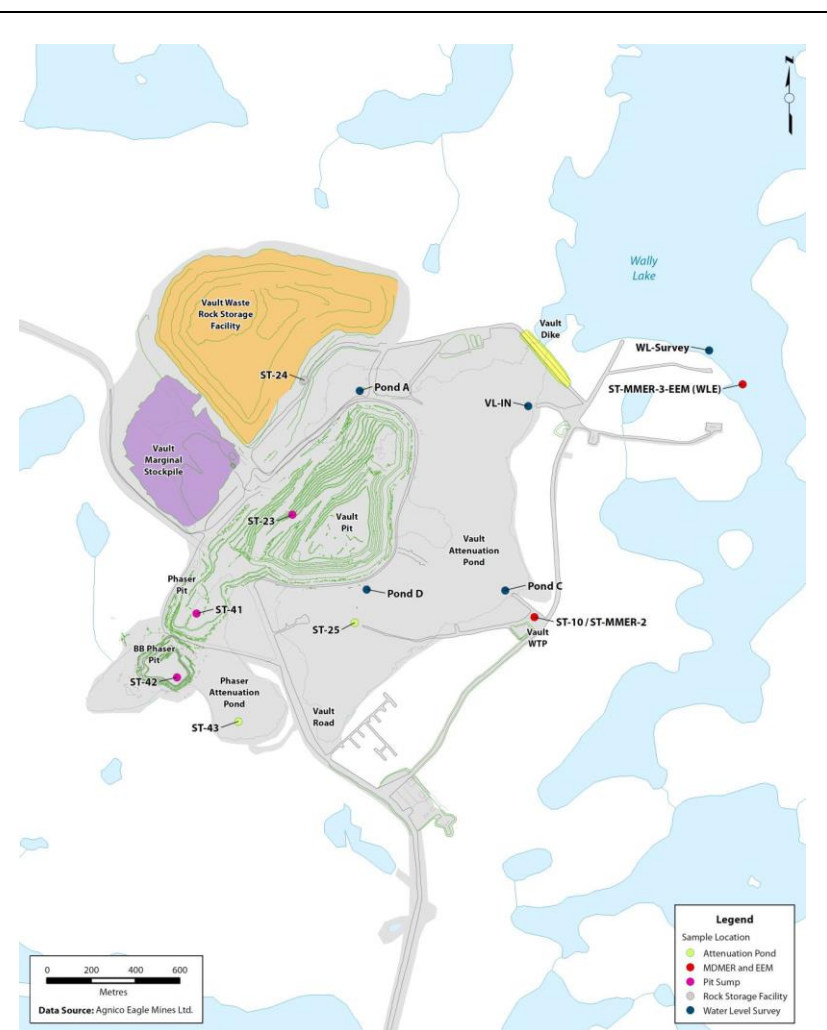 N
Wally
Lake
Vault Waste
Rock Storage
Facility
Vault
Dike
WL-Survey
ST-24
Pond A
ST-MMER-3-EEM (WLE)
VL-IN
Vault
Marginal
Stockpile
ST-23
Vault
Pit
Vault
Attenuation
Pond
Phaser
Pit
Pond D
Pond C
ST-41
ST-25
ST-10 / ST-MMER-2
Vault
WTP
BB Phaser
Pit
ST-42
Phaser
Attenuation
Pond
Vault
Road
ST-43
Legend
Sample Location
Attenuation Pond
MDMER and EEM
Pit Sump
Rock Storage Facility
Water Level Survey
0 200 400 600
Metres
Data Source: Agnico Eagle Mines Ltd.